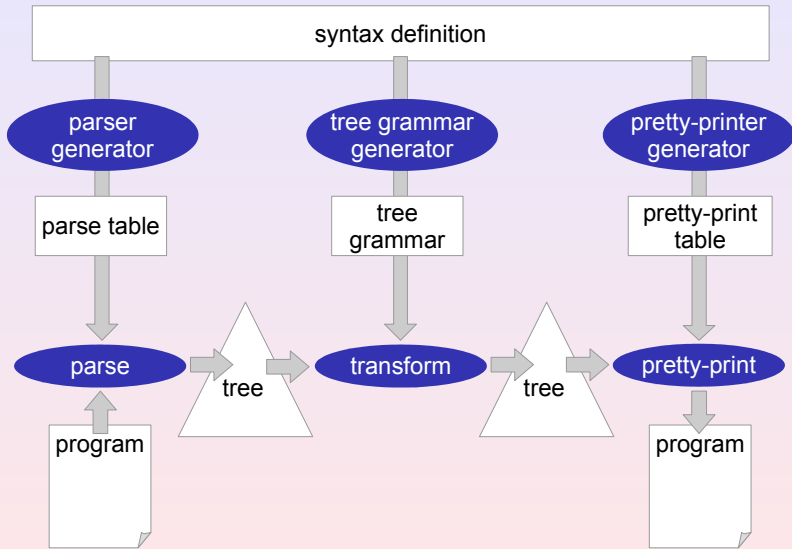 syntax definition
parser
generator
tree grammar
generator
pretty-printer
generator
parse table
tree
grammar
pretty-print
table
parse
tree
transform
tree
pretty-print
program
program